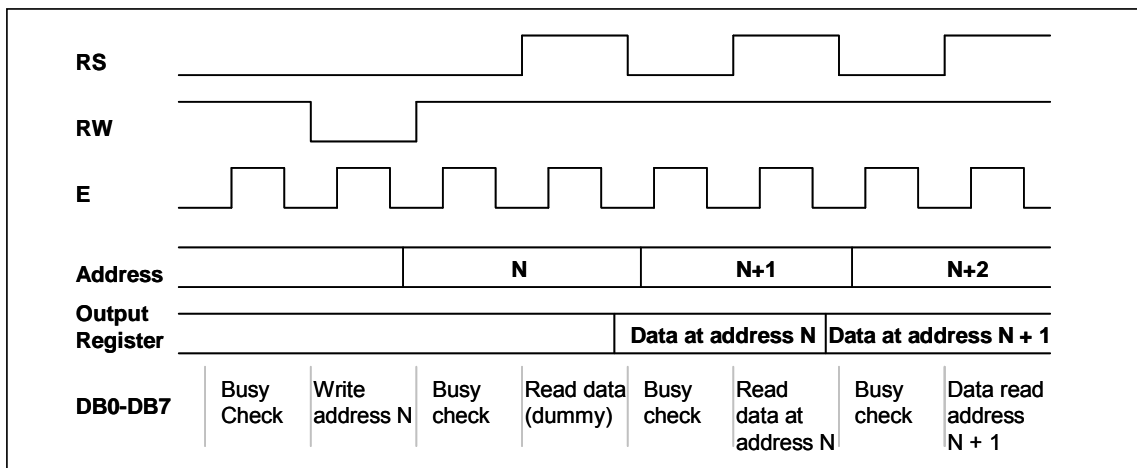 RS
RW
E
Address
N
N+1
N+2
Output
Register
Data at address N
Data at address N + 1
DB0-DB7
Busy
Check
Write
address N
Busy
check
Read data
(dummy)
Busy
check
Read
data at
address N
Busy
check
Data read
address
N + 1